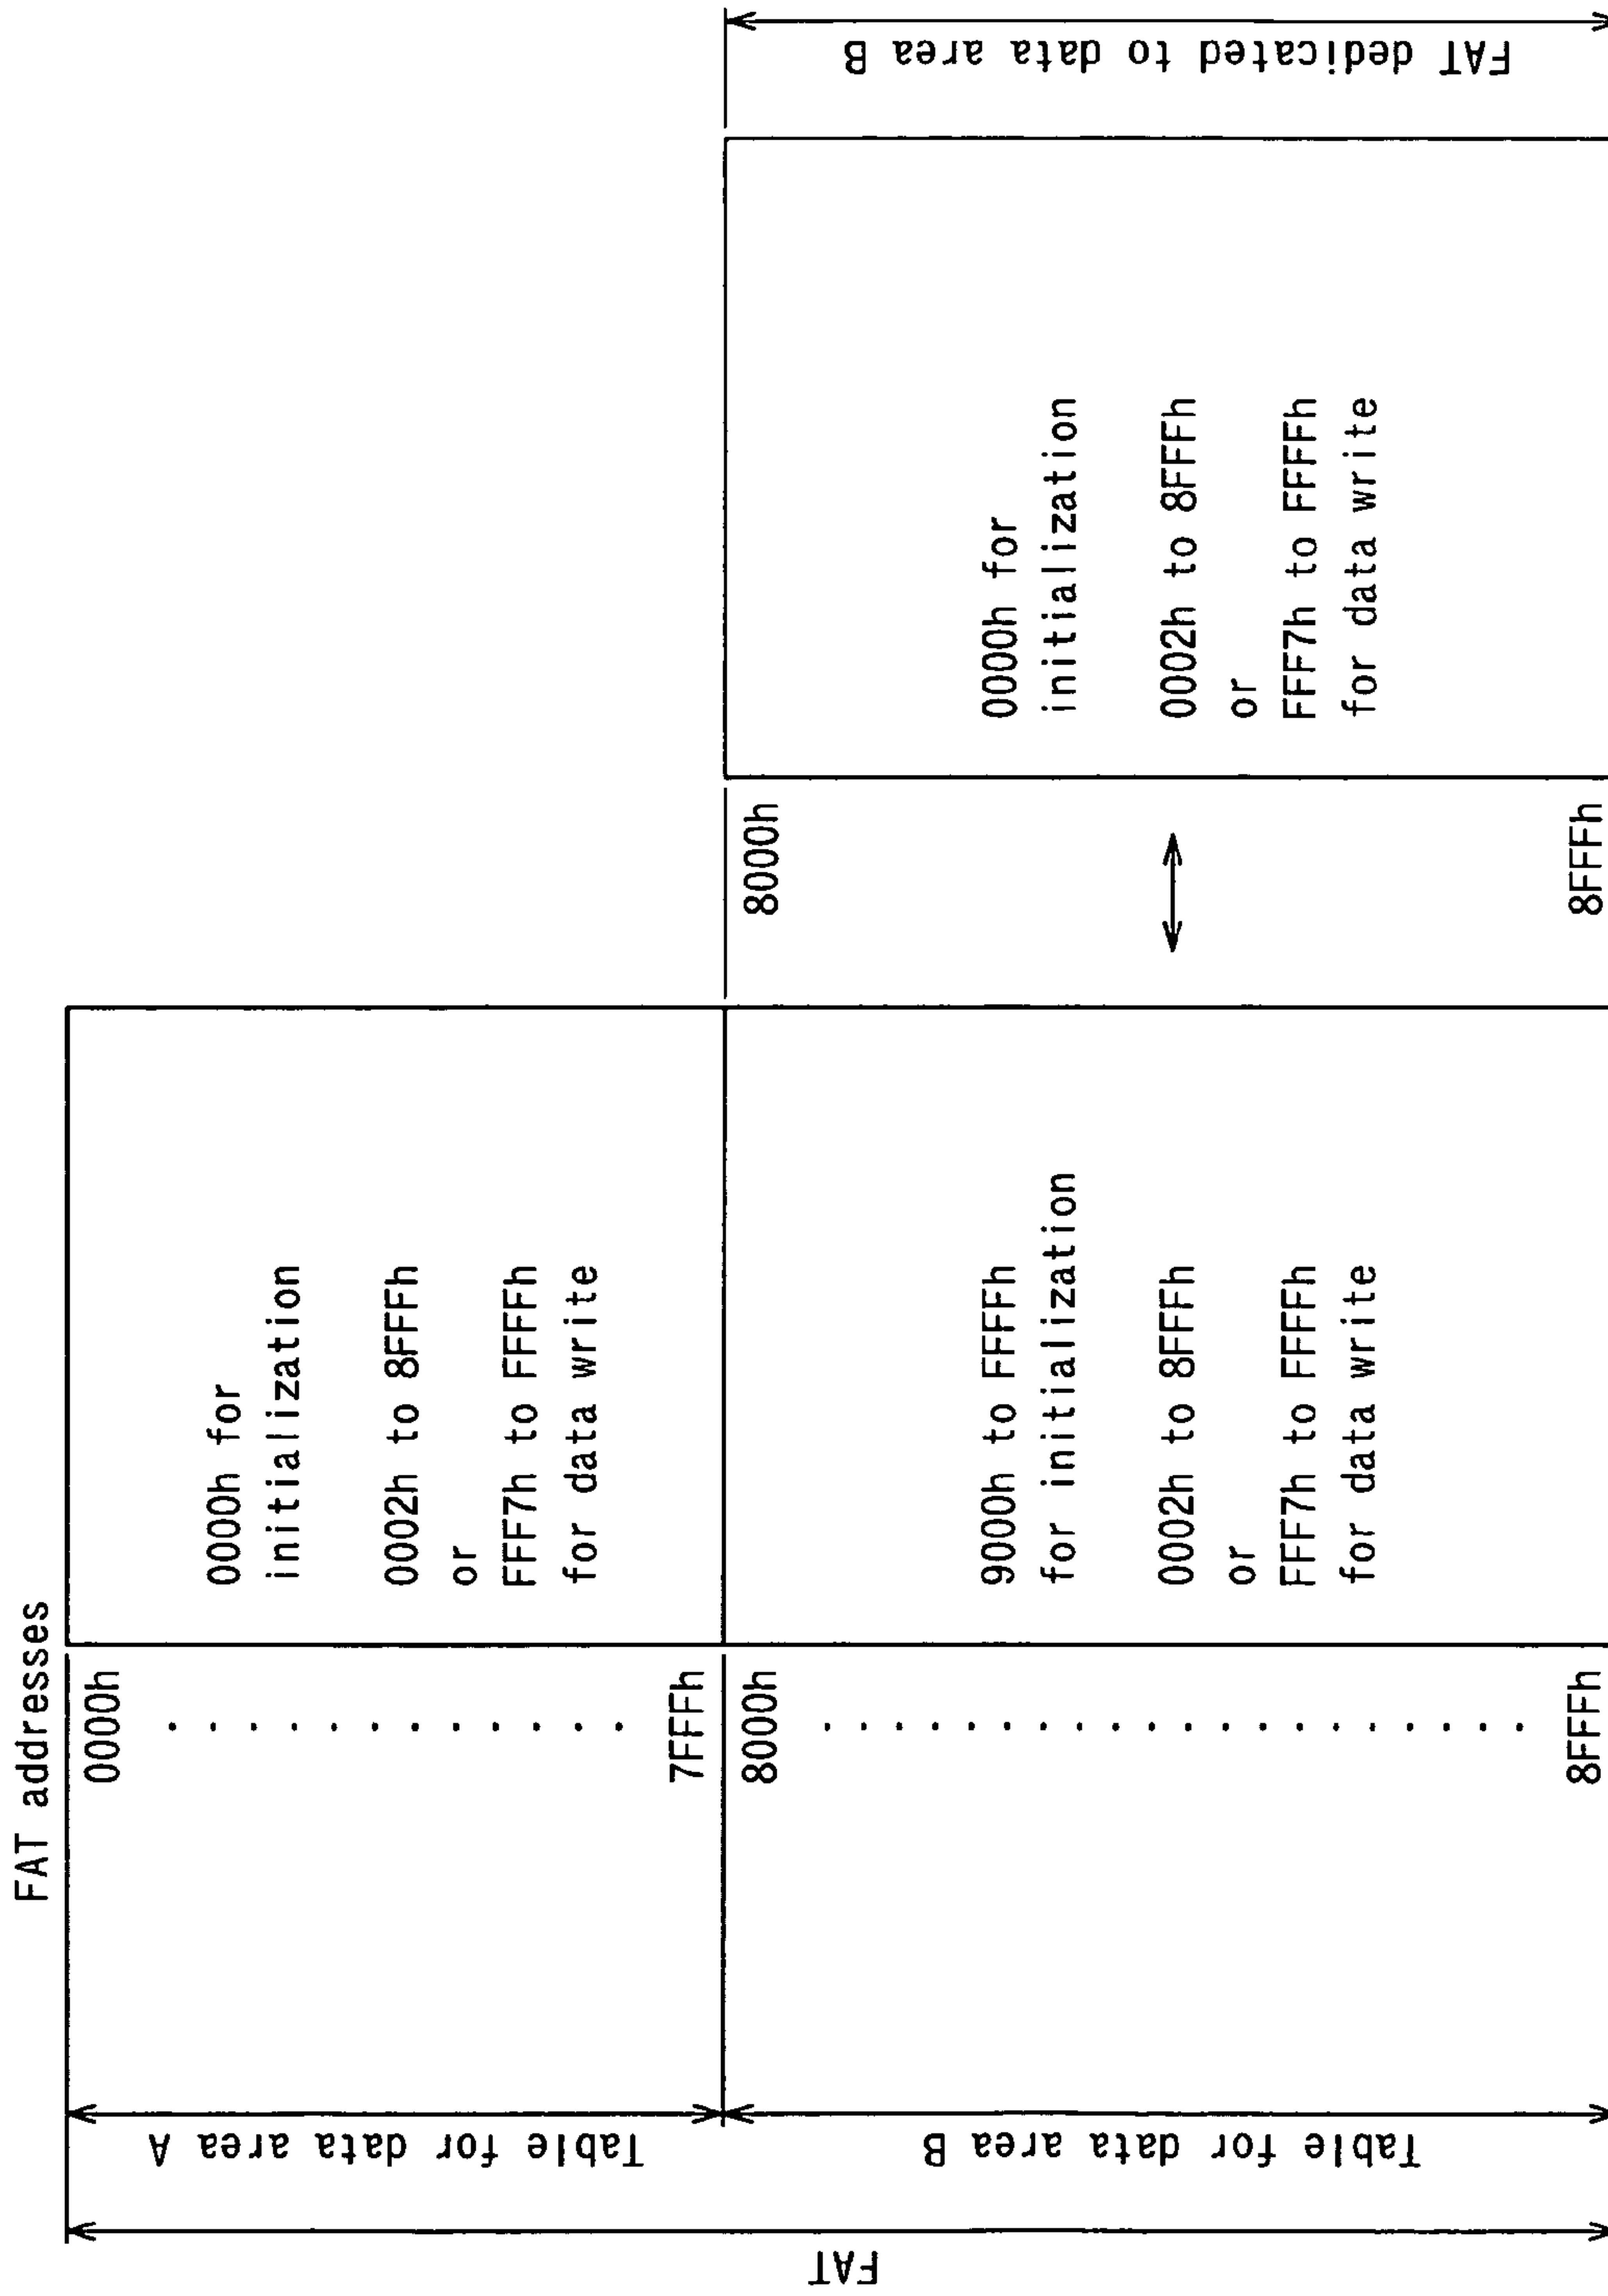 FAT addresses
FAT
Table for data area A
0000h
7FFFh
0000h for
initialization
0002h to 8FFFh
or
FFF7h to FFFFh
for data write
Table for data area B
8000h
8FFFh
9000h to FFFFh
for initialization
0002h to 8FFFh
or
FFF7h to FFFFh
for data write
8000h
8FFFh
0000h for
initialization
0002h to 8FFFh
or
FFF7h to FFFFh
for data write
FAT dedicated to data area B